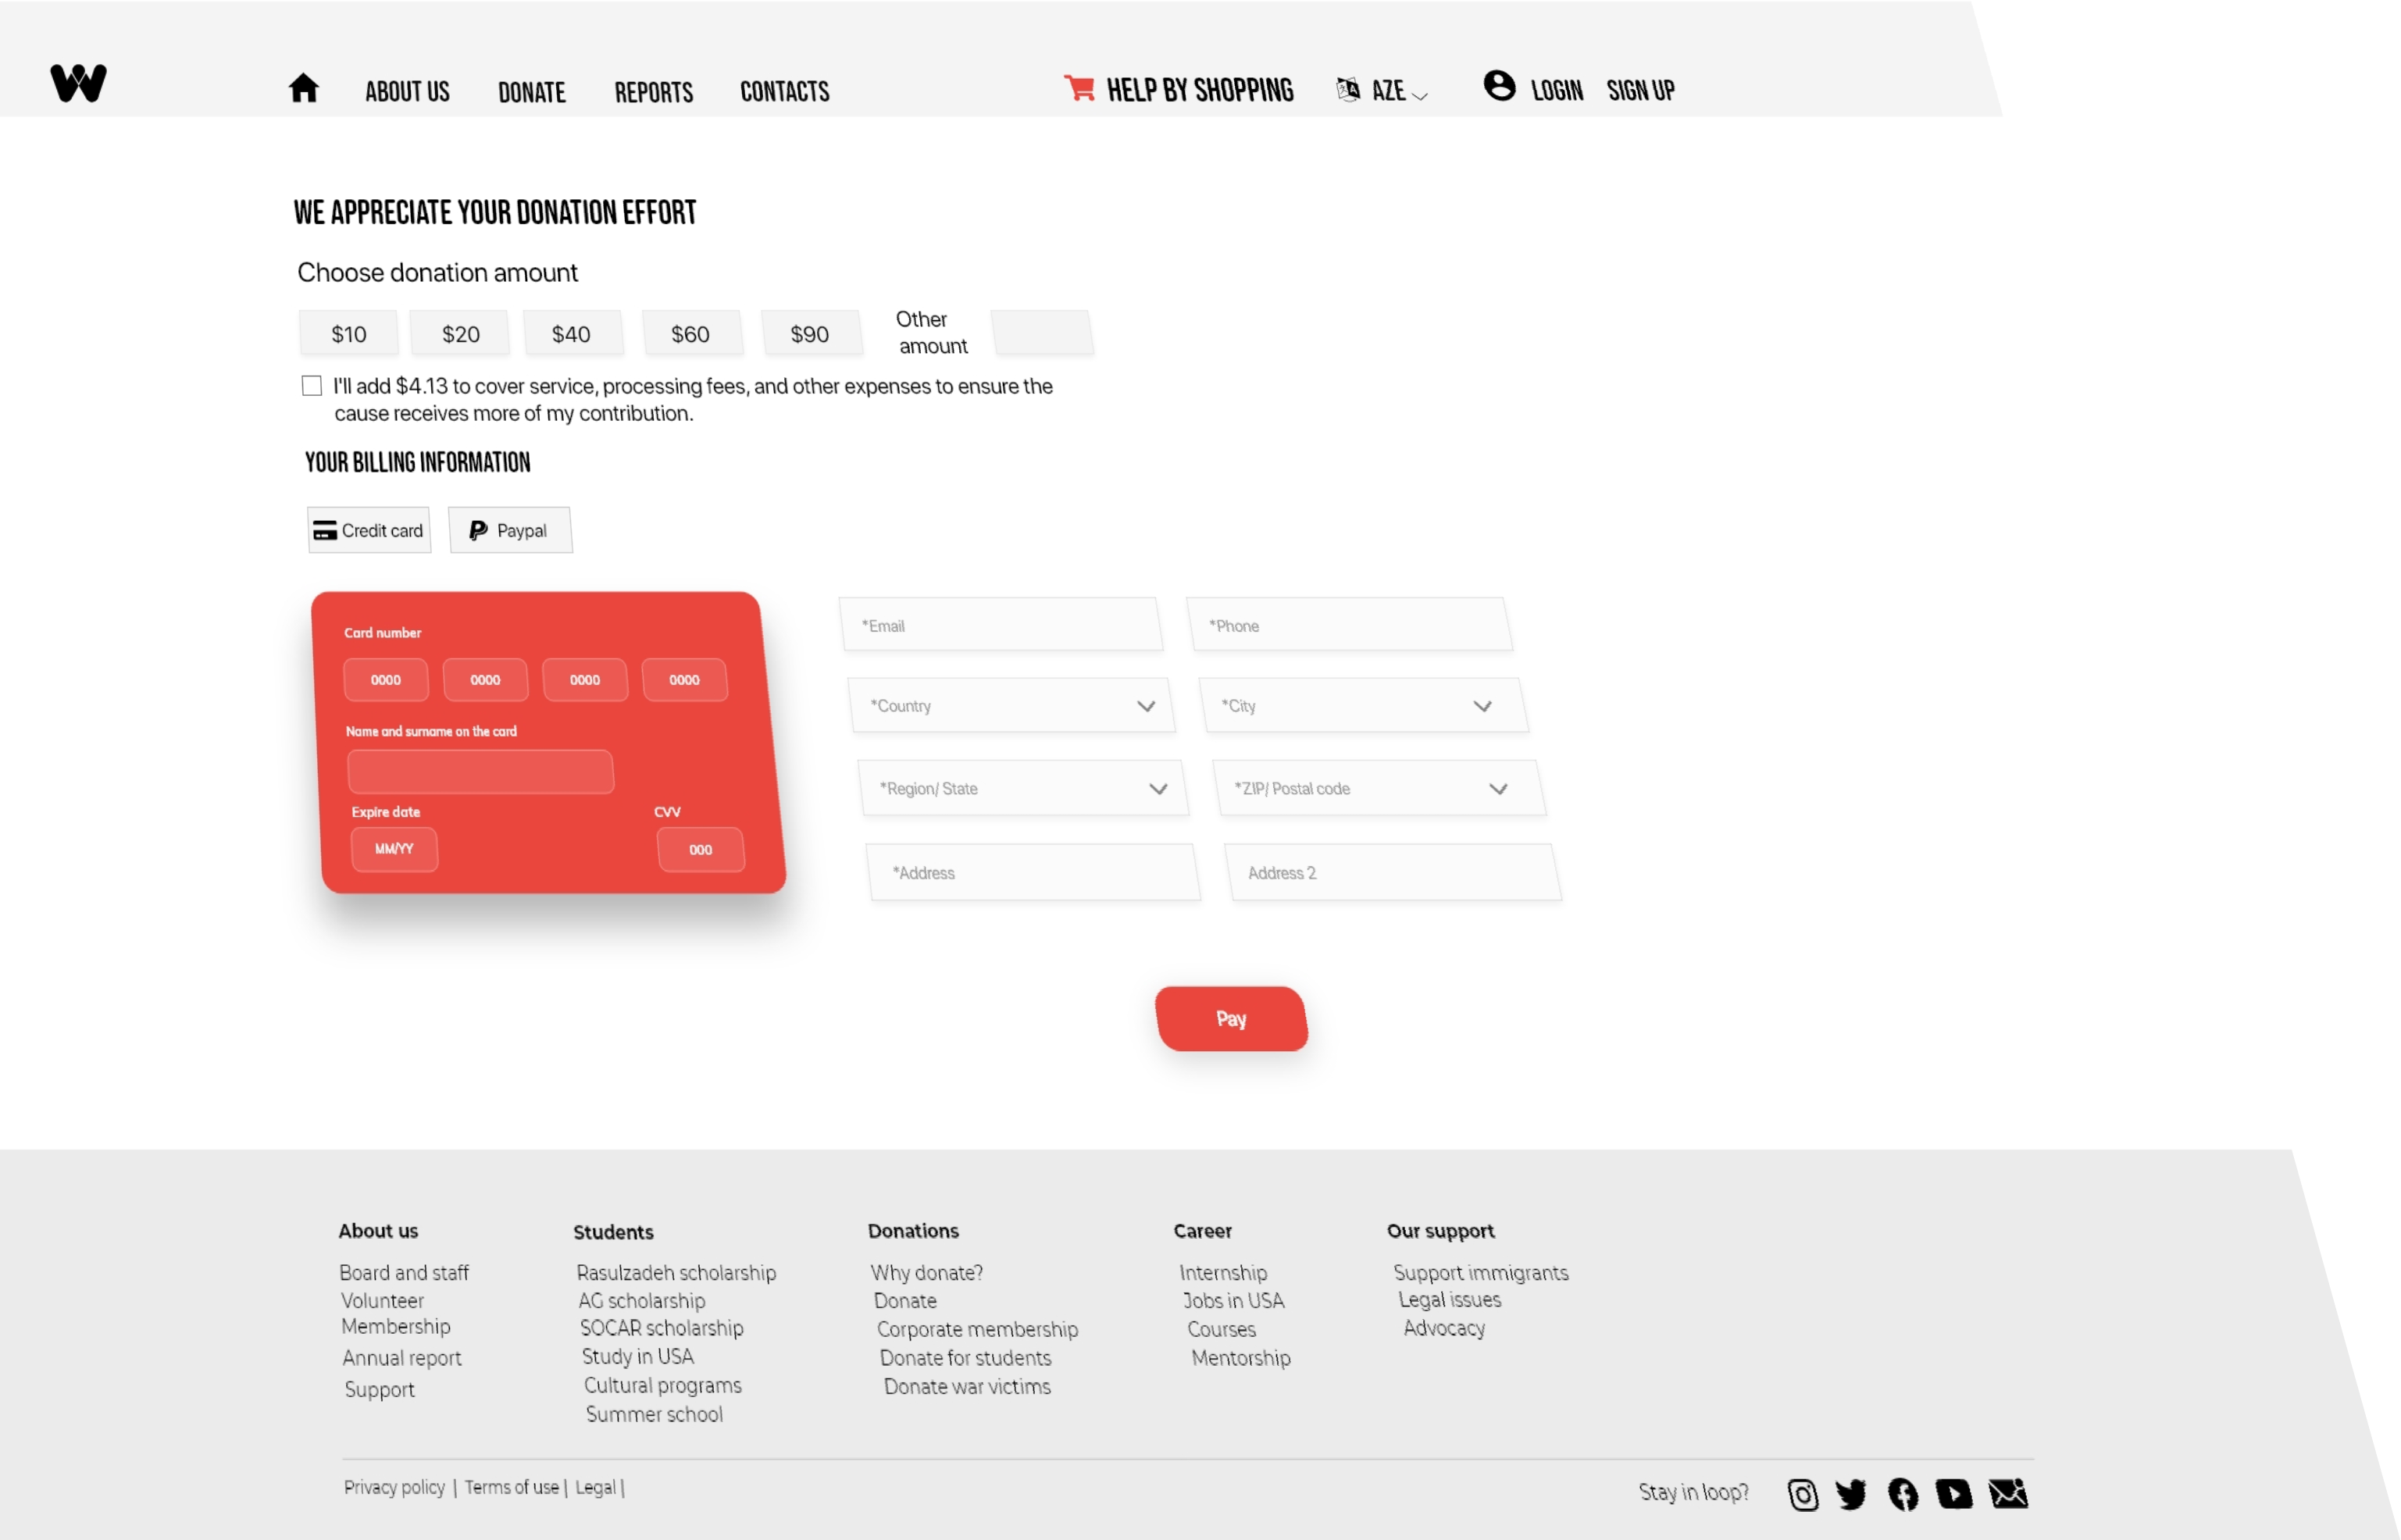 W
ABOUT US DONATE REPORTS CONTACTS HELP BY SHOPPING AZE LOGIN SIGN UP
WE APPRECIATE YOUR DONATION EFFORT
Choose donation amount
$10 $20 $40 $60 $90 Other amount
I'll add $4.13 to cover service, processing fees, and other expenses to ensure the
cause receives more of my contribution.
YOUR BILLING INFORMATION
Credit card Paypal
Card number
0000 0000 0000 0000
Name and surname on the card
Expire date CVV
MM/YY 000
*Email *Phone
*Country *City
*Region/ State *ZIP/ Postal code
*Address Address 2
Pay
About us
Board and staff
Volunteer
Membership
Annual report
Support
Students
Rasulzadeh scholarship
AG scholarship
SOCAR scholarship
Study in USA
Cultural programs
Summer school
Donations
Why donate?
Donate
Corporate membership
Donate for students
Donate war victims
Career
Internship
Jobs in USA
Courses
Mentorship
Our support
Support immigrants
Legal issues
Advocacy
Privacy policy | Terms of use | Legal |
Stay in loop?